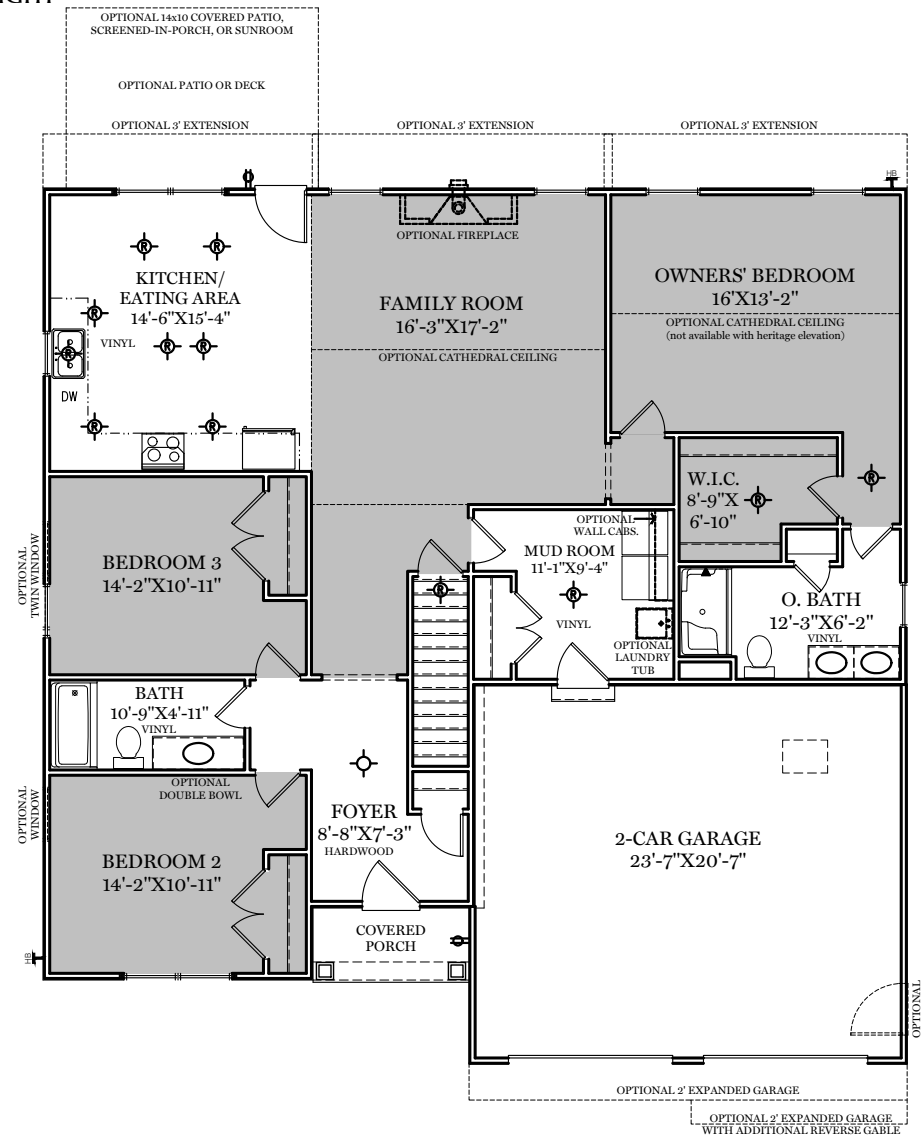 OPTIONAL 14x10 COVERED PATIO,
SCREENED-IN-PORCH, OR SUNROOM
OPTIONAL PATIO OR DECK
OPTIONAL 3' EXTENSION
OPTIONAL 3' EXTENSION
OPTIONAL 3' EXTENSION
HB
OPTIONAL FIREPLACE
R
R
KITCHEN/
EATING AREA
14'-6"X15'-4"
R
VINYL
R
R
R
DW
R
R
FAMILY ROOM
16'-3"X17'-2"
OPTIONAL CATHEDRAL CEILING
OWNERS' BEDROOM
16'X13'-2"
OPTIONAL CATHEDRAL CEILING
(not available with heritage elevation)
W.I.C.
8'-9"X
6'-10"
R
R
OPTIONAL
WALL CABS.
MUD ROOM
11'-1"X9'-4"
R
VINYL
OPTIONAL
LAUNDRY
TUB
R
O. BATH
12'-3"X6'-2"
VINYL
OPTIONAL
TWIN WINDOW
BEDROOM 3
14'-2"X10'-11"
BATH
10'-9"X4'-11"
VINYL
OPTIONAL
DOUBLE BOWL
OPTIONAL
WINDOW
BEDROOM 2
14'-2"X10'-11"
FOYER
8'-8"X7'-3"
HARDWOOD
2-CAR GARAGE
23'-7"X20'-7"
COVERED
PORCH
HB
OPTIONAL
OPTIONAL 2' EXPANDED GARAGE
OPTIONAL 2' EXPANDED GARAGE
WITH ADDITIONAL REVERSE GABLE